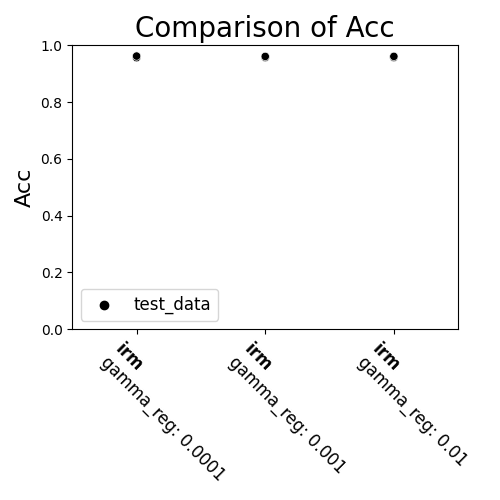 Comparison of Acc
Acc
1.0
0.8
0.6
0.4
0.2
0.0
test_data
irm
gamma_reg: 0.0001
irm
gamma_reg: 0.001
irm
gamma_reg: 0.01